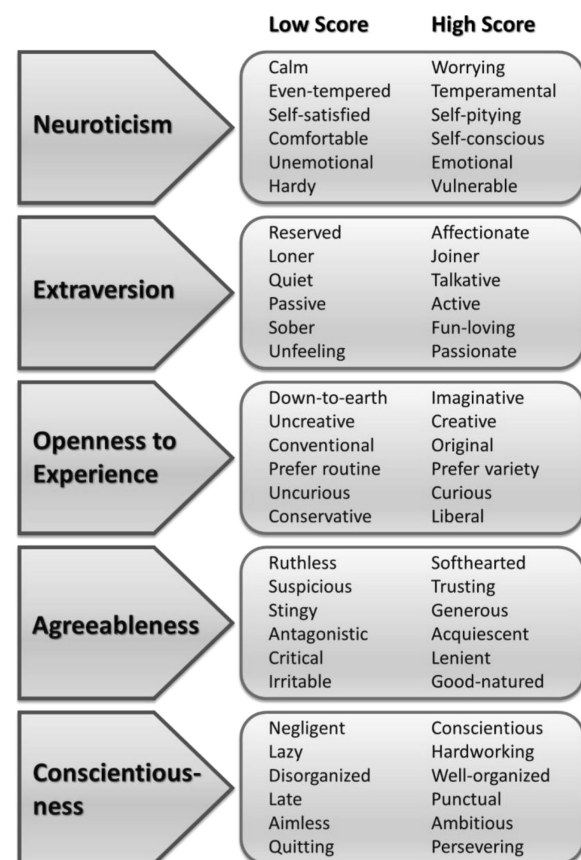 Low Score High Score
Neuroticism
Calm Worrying
Even-tempered Temperamental
Self-satisfied Self-pitying
Comfortable Self-conscious
Unemotional Emotional
Hardy Vulnerable
Extraversion
Reserved Affectionate
Loner Joiner
Quiet Talkative
Passive Active
Sober Fun-loving
Unfeeling Passionate
Openness to
Experience
Down-to-earth Imaginative
Uncreative Creative
Conventional Original
Prefer routine Prefer variety
Uncurious Curious
Conservative Liberal
Agreeableness
Ruthless Softhearted
Suspicious Trusting
Stingy Generous
Antagonistic Acquiescent
Critical Lenient
Irritable Good-natured
Conscientious-
ness
Negligent Conscientious
Lazy Hardworking
Disorganized Well-organized
Late Punctual
Aimless Ambitious
Quitting Persevering